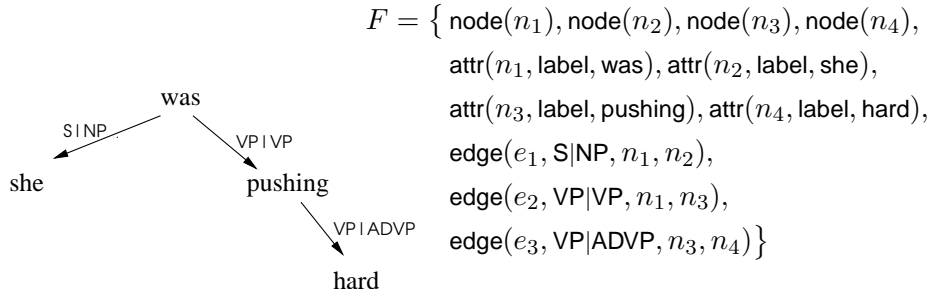 was
S|NP
VP|VP
she
pushing
VP|ADVP
hard
F = { node(n₁), node(n₂), node(n₃), node(n₄),
attr(n₁, label, was), attr(n₂, label, she),
attr(n₃, label, pushing), attr(n₄, label, hard),
edge(e₁, S|NP, n₁, n₂),
edge(e₂, VP|VP, n₁, n₃),
edge(e₃, VP|ADVP, n₃, n₄)}